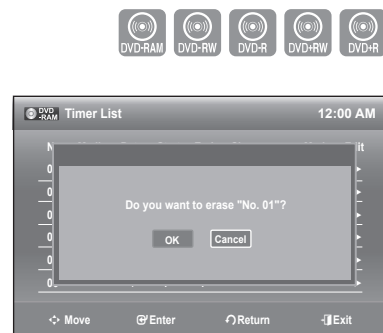 DVD-RAM DVD-RW DVD-R DVD+RW DVD+R
DVD-RAM Timer List 12:00 AM
Do you want to erase "No. 01"?
OK Cancel
Move Enter Return Exit